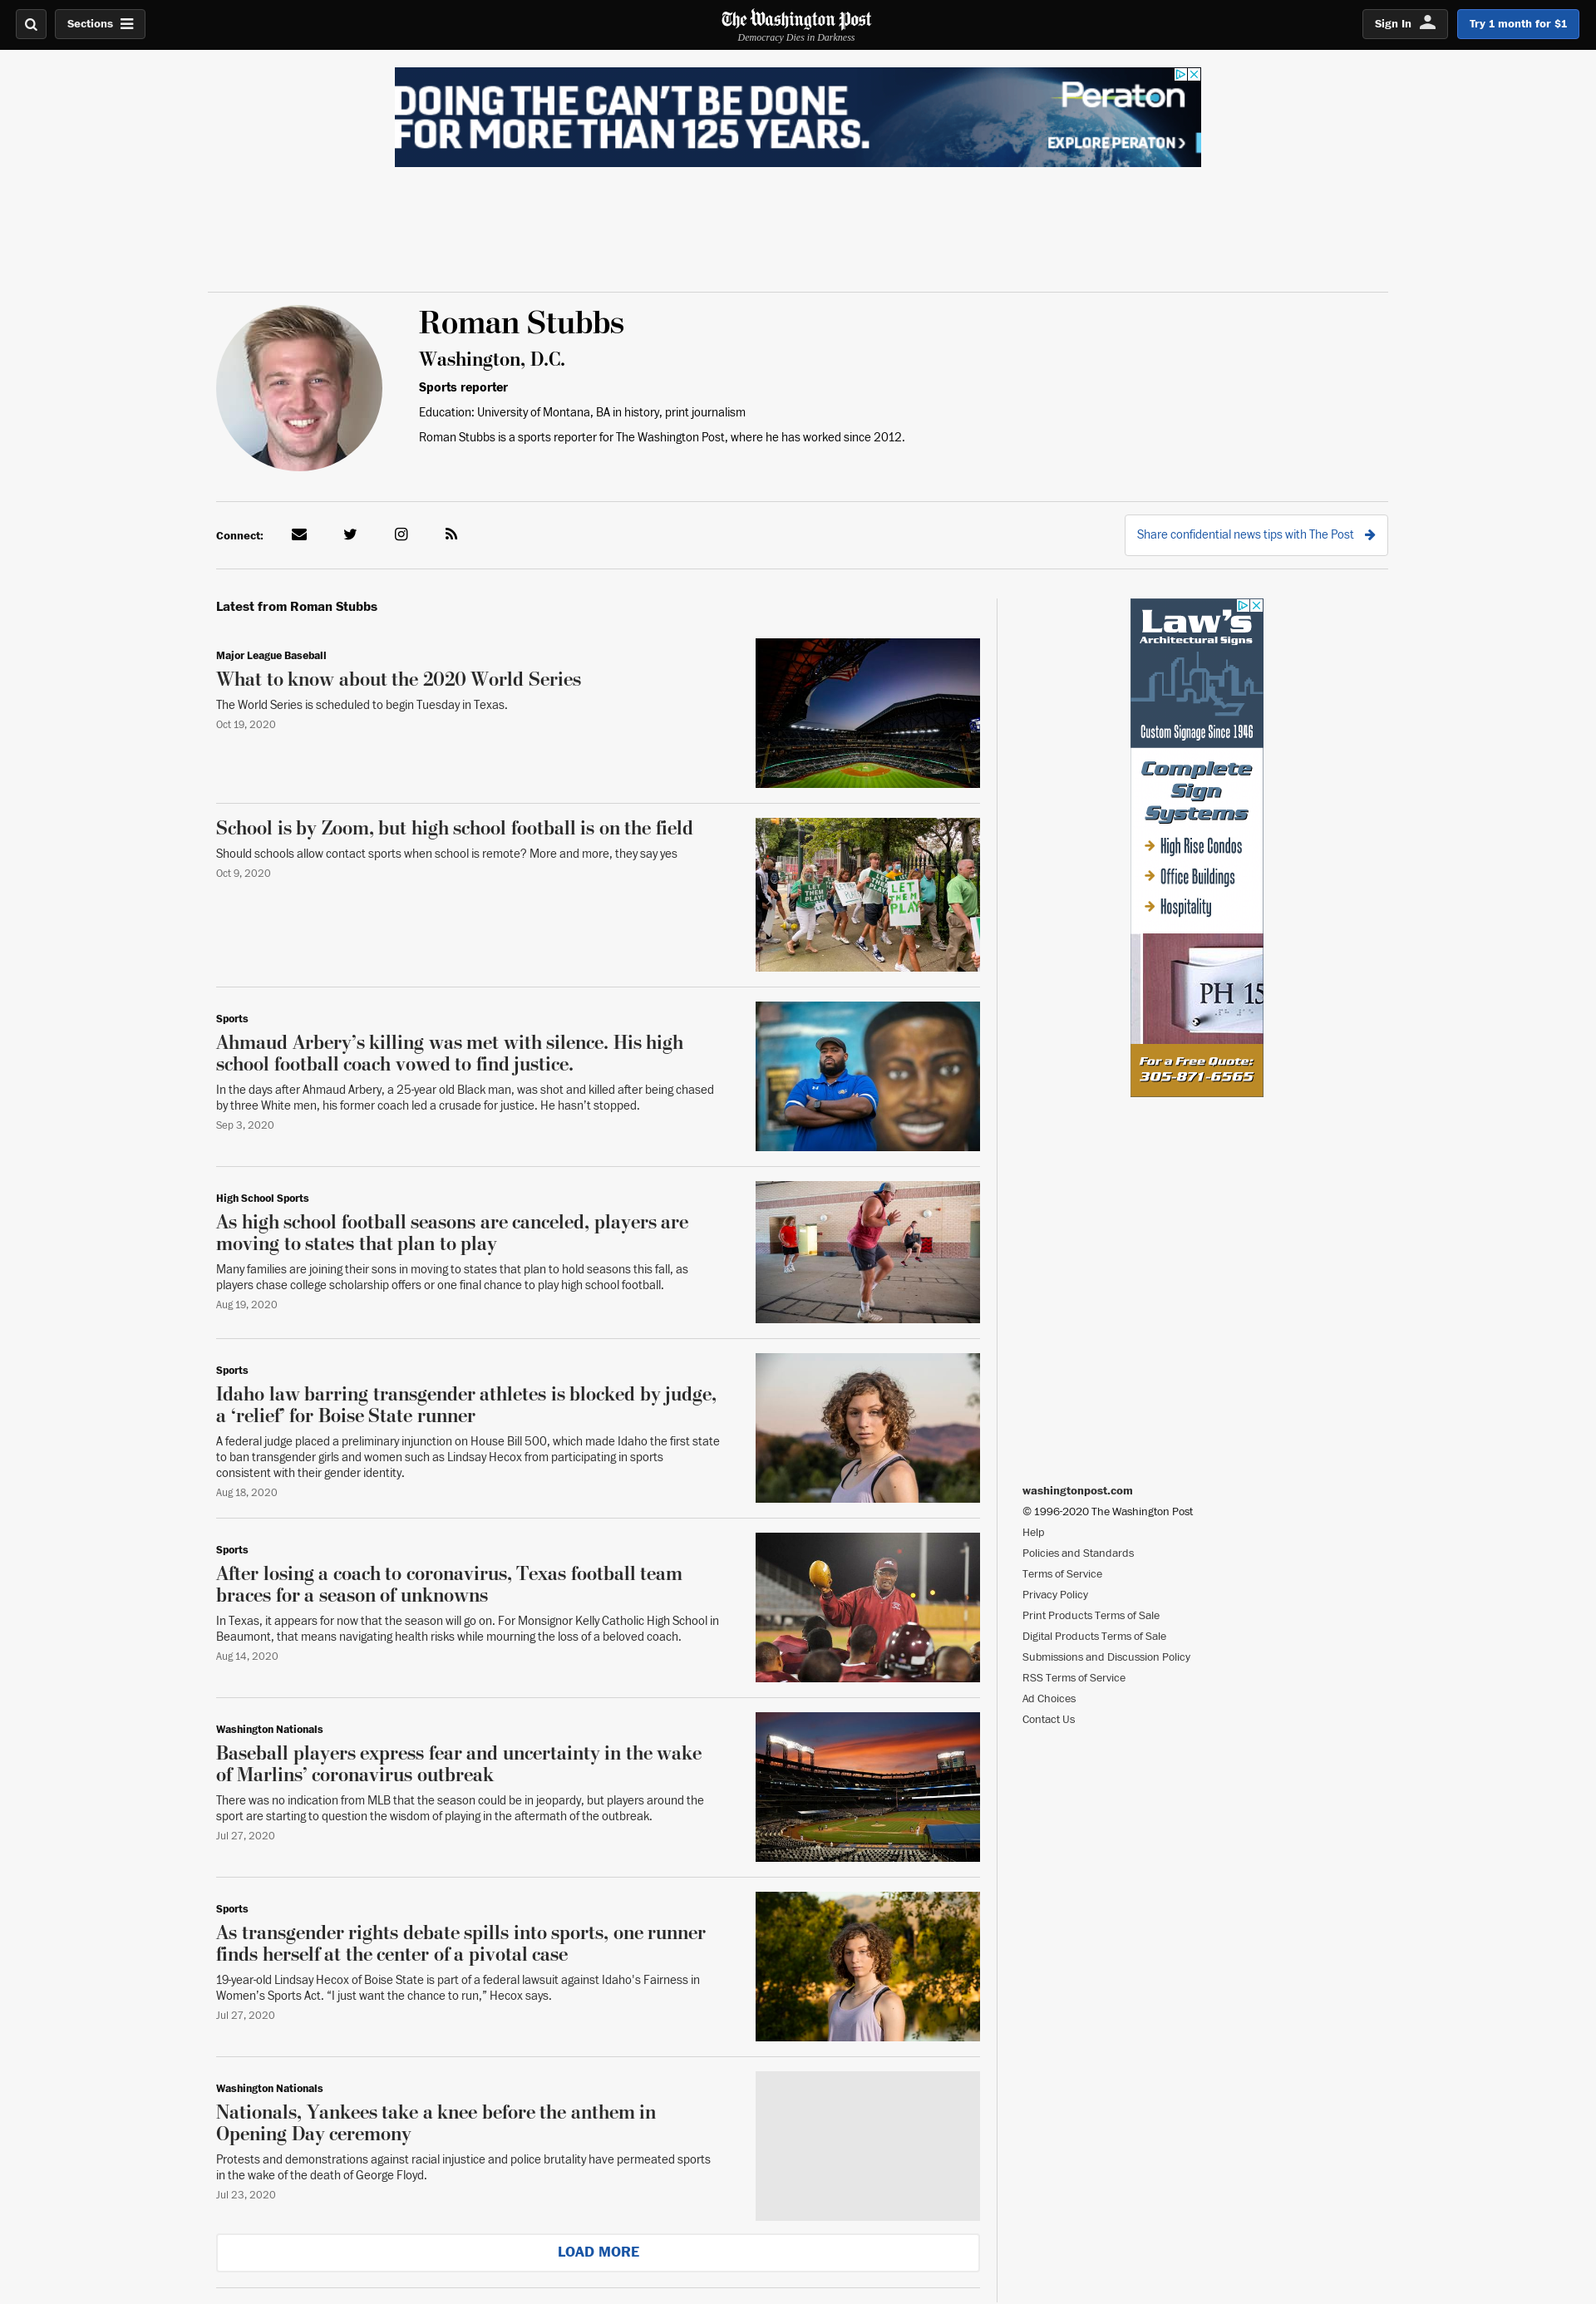 Sections
The Washington Post
Democracy Dies in Darkness
Sign In
Try 1 month for $1
DOING THE CAN'T BE DONE
FOR MORE THAN 125 YEARS.
Peraton
EXPLORE PERATON >
Roman Stubbs
Washington, D.C.
Sports reporter
Education: University of Montana, BA in history, print journalism
Roman Stubbs is a sports reporter for The Washington Post, where he has worked since 2012.
Connect:
Share confidential news tips with The Post
Latest from Roman Stubbs
Major League Baseball
What to know about the 2020 World Series
The World Series is scheduled to begin Tuesday in Texas.
Oct 19, 2020
School is by Zoom, but high school football is on the field
Should schools allow contact sports when school is remote? More and more, they say yes
Oct 9, 2020
LET
THEM
PLAY!
LET
THEM
PLAY
Sports
Ahmaud Arbery’s killing was met with silence. His high
school football coach vowed to find justice.
In the days after Ahmaud Arbery, a 25-year old Black man, was shot and killed after being chased
by three White men, his former coach led a crusade for justice. He hasn’t stopped.
Sep 3, 2020
High School Sports
As high school football seasons are canceled, players are
moving to states that plan to play
Many families are joining their sons in moving to states that plan to hold seasons this fall, as
players chase college scholarship offers or one final chance to play high school football.
Aug 19, 2020
Sports
Idaho law barring transgender athletes is blocked by judge,
a ‘relief’ for Boise State runner
A federal judge placed a preliminary injunction on House Bill 500, which made Idaho the first state
to ban transgender girls and women such as Lindsay Hecox from participating in sports
consistent with their gender identity.
Aug 18, 2020
Sports
After losing a coach to coronavirus, Texas football team
braces for a season of unknowns
In Texas, it appears for now that the season will go on. For Monsignor Kelly Catholic High School in
Beaumont, that means navigating health risks while mourning the loss of a beloved coach.
Aug 14, 2020
Washington Nationals
Baseball players express fear and uncertainty in the wake
of Marlins’ coronavirus outbreak
There was no indication from MLB that the season could be in jeopardy, but players around the
sport are starting to question the wisdom of playing in the aftermath of the outbreak.
Jul 27, 2020
Sports
As transgender rights debate spills into sports, one runner
finds herself at the center of a pivotal case
19-year-old Lindsay Hecox of Boise State is part of a federal lawsuit against Idaho's Fairness in
Women’s Sports Act. “I just want the chance to run,” Hecox says.
Jul 27, 2020
Washington Nationals
Nationals, Yankees take a knee before the anthem in
Opening Day ceremony
Protests and demonstrations against racial injustice and police brutality have permeated sports
in the wake of the death of George Floyd.
Jul 23, 2020
LOAD MORE
Law's
Architectural Signs
Custom Signage Since 1946
Complete
Sign
Systems
High Rise Condos
Office Buildings
Hospitality
PH 15
For a Free Quote:
305-871-6565
washingtonpost.com
© 1996-2020 The Washington Post
Help
Policies and Standards
Terms of Service
Privacy Policy
Print Products Terms of Sale
Digital Products Terms of Sale
Submissions and Discussion Policy
RSS Terms of Service
Ad Choices
Contact Us